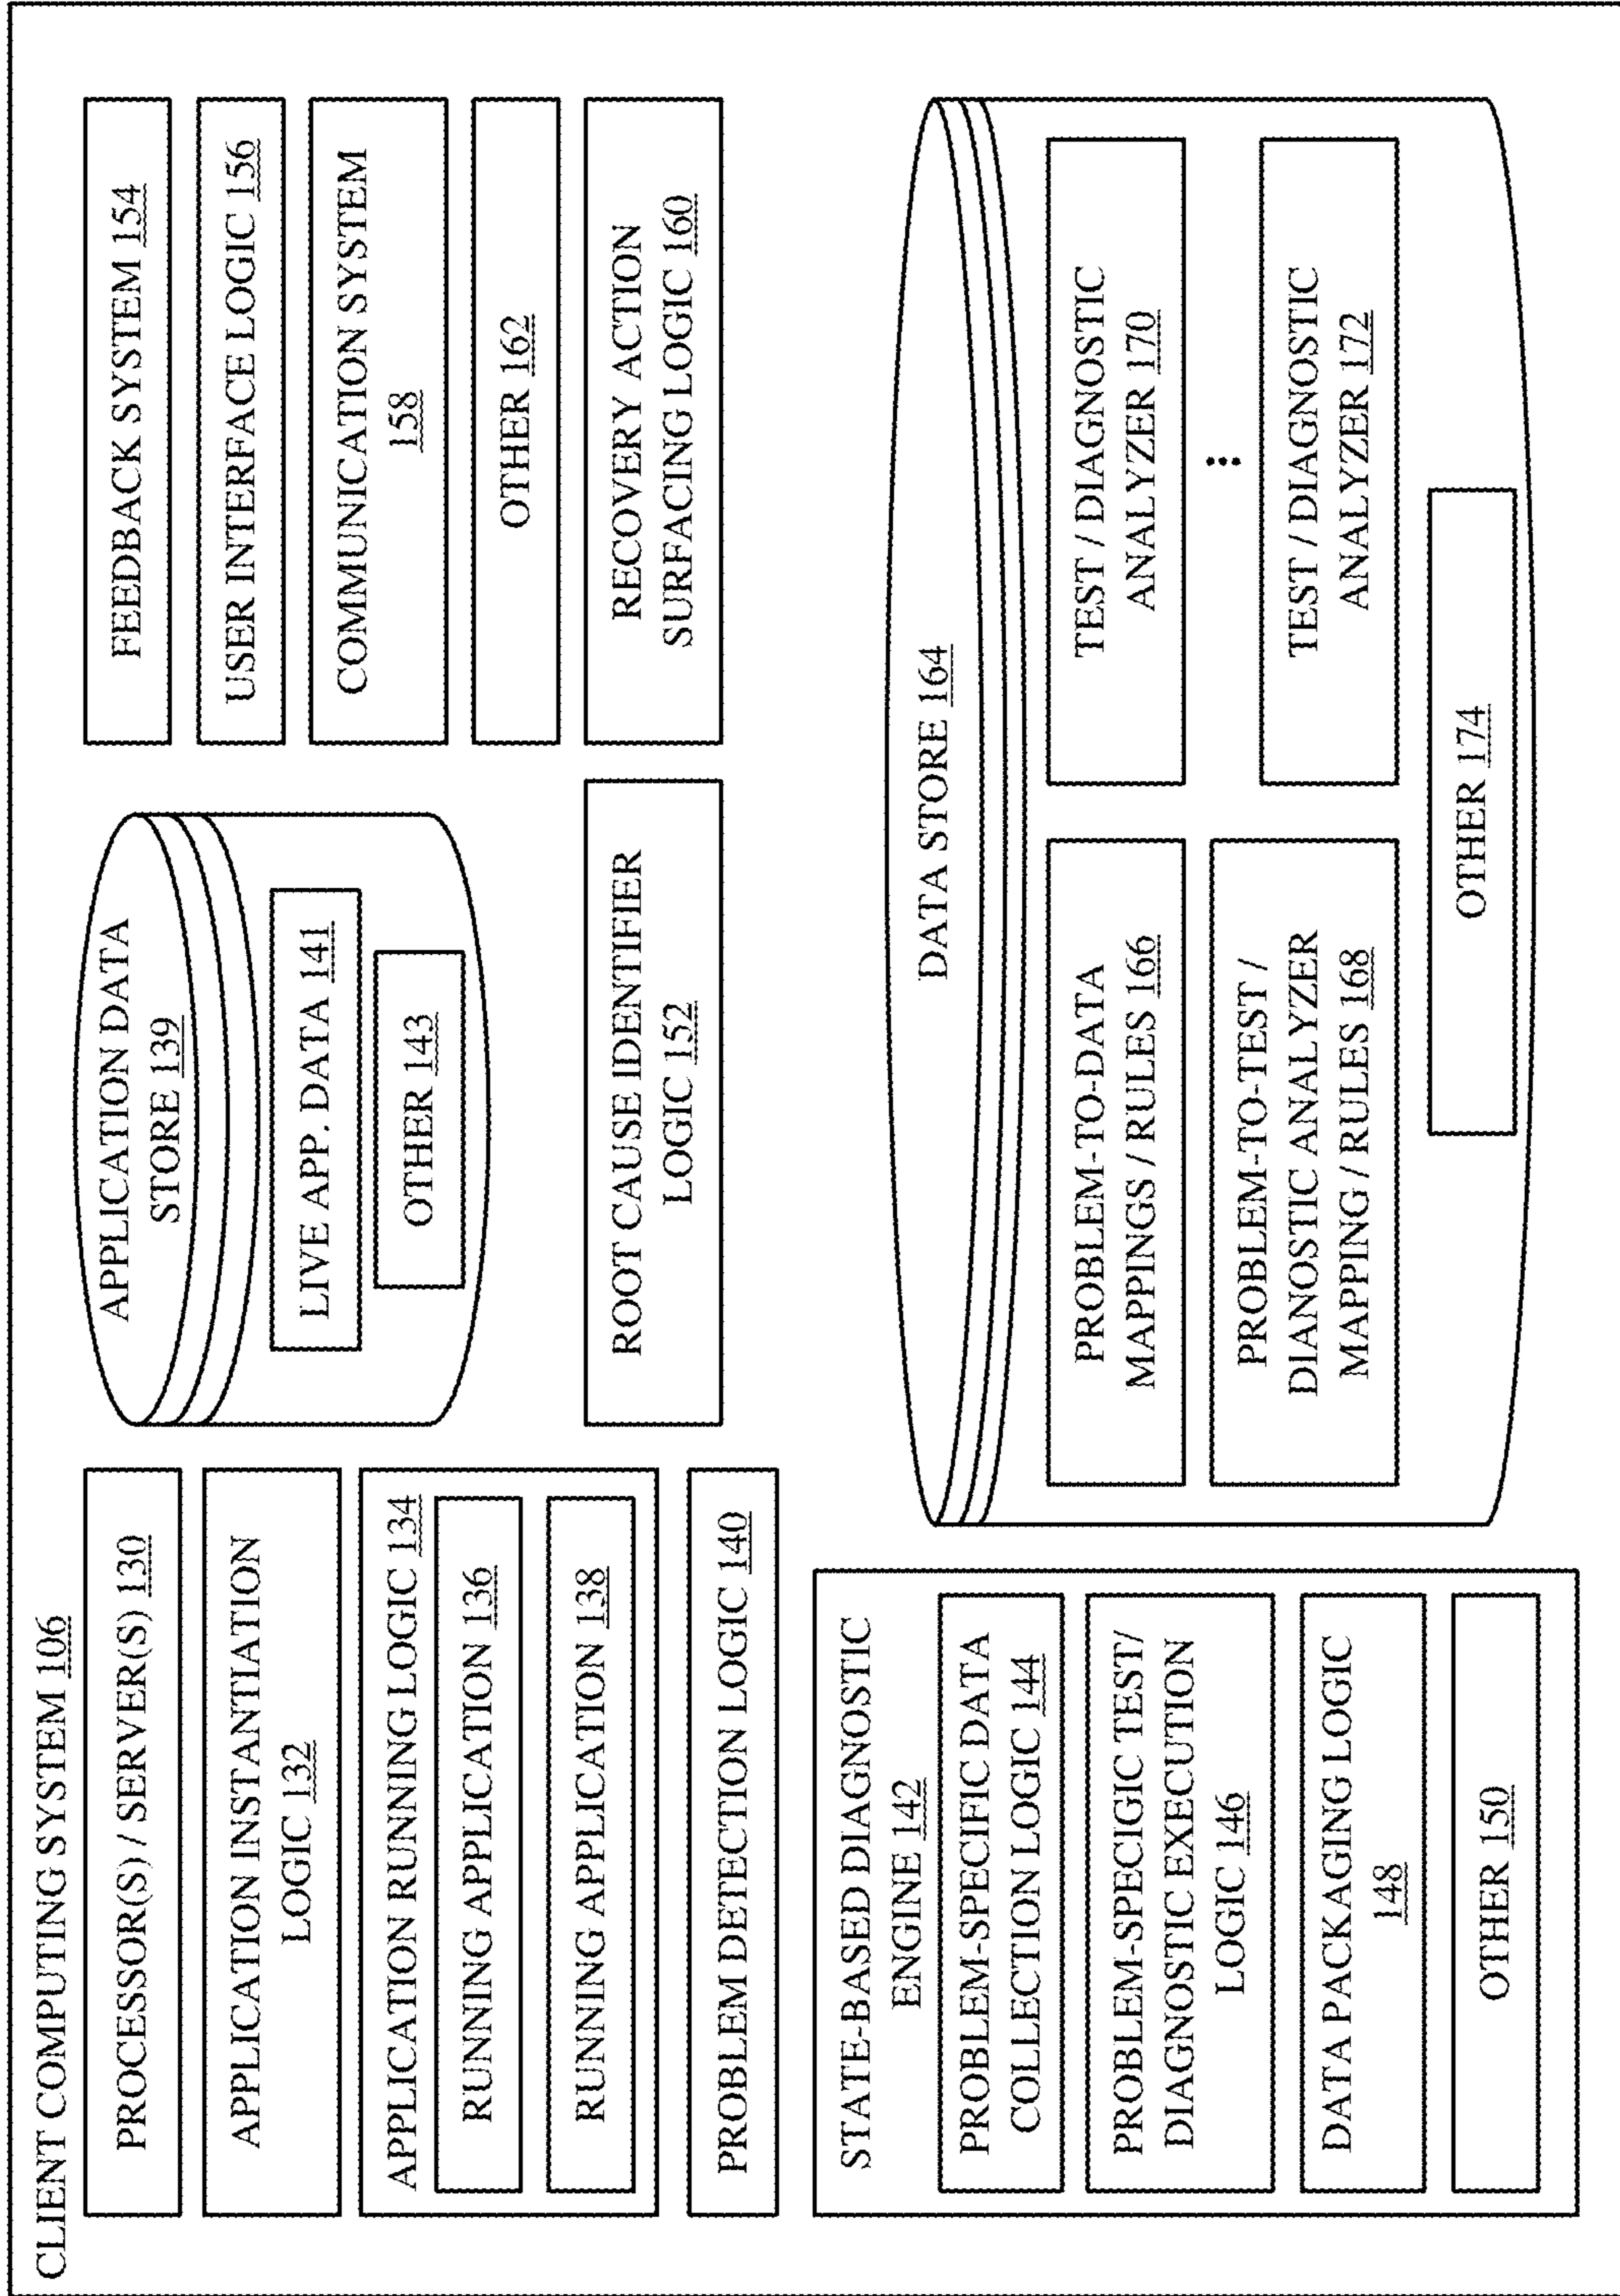 CLIENT COMPUTING SYSTEM 106
PROCESSOR(S) / SERVER(S) 130
APPLICATION INSTANTIATION
LOGIC 132
APPLICATION RUNNING LOGIC 134
RUNNING APPLICATION 136
RUNNING APPLICATION 138
PROBLEM DETECTION LOGIC 140
APPLICATION DATA
STORE 139
LIVE APP. DATA 141
OTHER 143
ROOT CAUSE IDENTIFIER
LOGIC 152
FEEDBACK SYSTEM 154
USER INTERFACE LOGIC 156
COMMUNICATION SYSTEM
158
OTHER 162
RECOVERY ACTION
SURFACING LOGIC 160
STATE-BASED DIAGNOSTIC
ENGINE 142
PROBLEM-SPECIFIC DATA
COLLECTION LOGIC 144
PROBLEM-SPECIGIC TEST/
DIAGNOSTIC EXECUTION
LOGIC 146
DATA PACKAGING LOGIC
148
OTHER 150
DATA STORE 164
PROBLEM-TO-DATA
MAPPINGS / RULES 166
PROBLEM-TO-TEST /
DIANOSTIC ANALYZER
MAPPING / RULES 168
TEST / DIAGNOSTIC
ANALYZER 170
⋮
TEST / DIAGNOSTIC
ANALYZER 172
OTHER 174